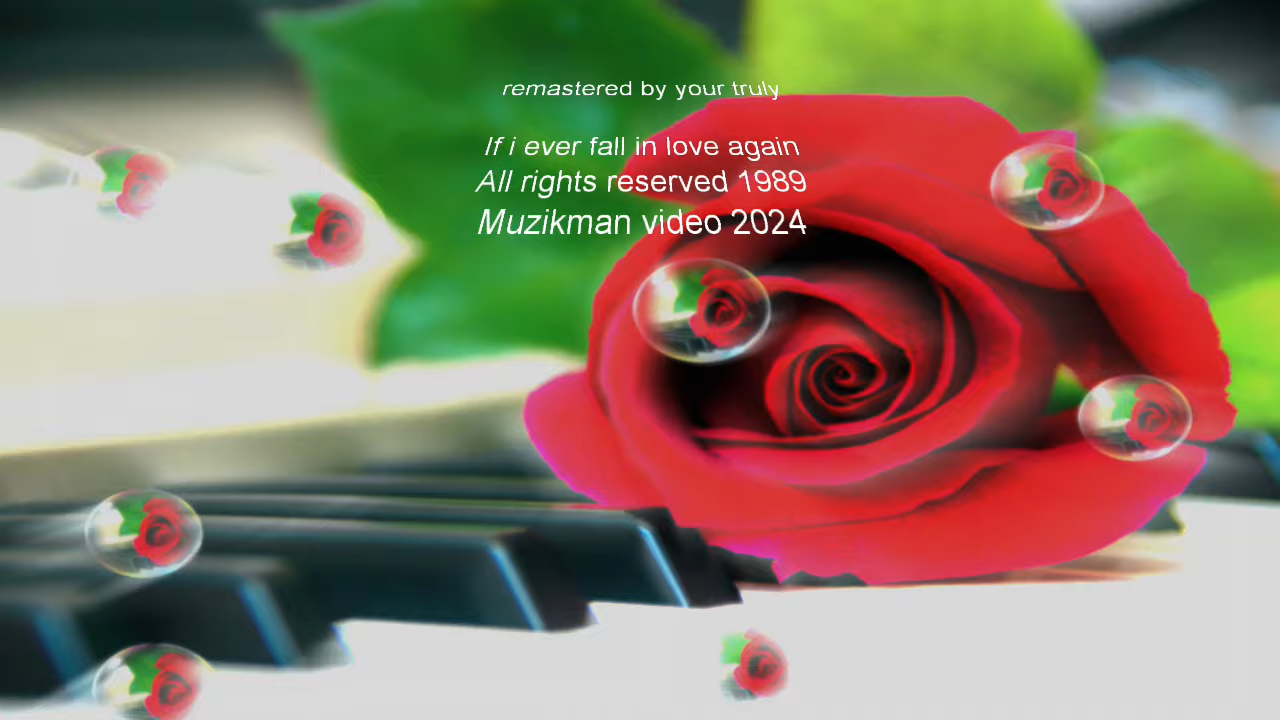 remastered by your truly
If i ever fall in love again
All rights reserved 1989
Muzikman video 2024